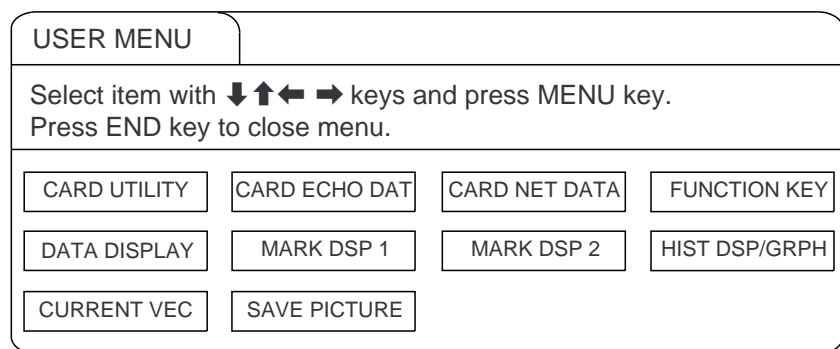 USER MENU
Select item with ⬇⬆⬅ ➡ keys and press MENU key.
Press END key to close menu.
CARD UTILITY CARD ECHO DAT CARD NET DATA FUNCTION KEY
DATA DISPLAY MARK DSP 1 MARK DSP 2 HIST DSP/GRPH
CURRENT VEC SAVE PICTURE